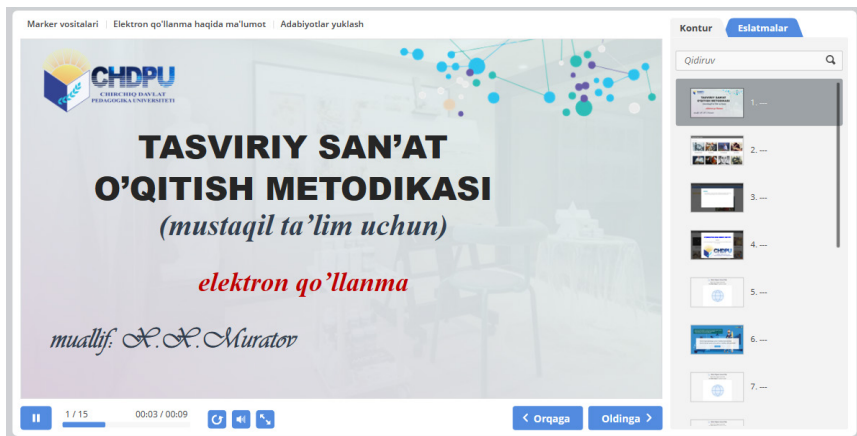 Marker vositalari | Elektron qo'llanma haqida ma'lumot | Adabiyotlar yuklash
CHDPU
CHIRCHIQ DAVLAT
PEDAGOGIKA UNIVERSITETI
TASVIRIY SAN’AT
O’QITISH METODIKASI
(mustaqil ta’lim uchun)
elektron qo’llanma
muallif: X.X.Muratov
1 / 15 00:03 / 00:09
Orqaga Oldinga
Kontur Eslatmalar
Qidiruv
1. ---
2. ---
3. ---
4. ---
CHDPU
5. ---
6. ---
7. ---